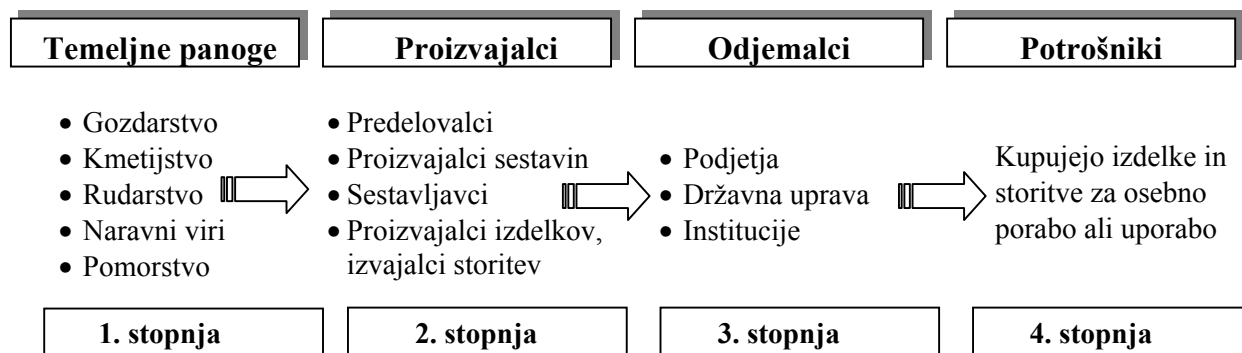 Temeljne panoge
Proizvajalci
Odjemalci
Potrošniki
• Gozdarstvo
• Kmetijstvo
• Rudarstvo
• Naravni viri
• Pomorstvo
• Predelovalci
• Proizvajalci sestavin
• Sestavljavci
• Proizvajalci izdelkov,
izvajalci storitev
• Podjetja
• Državna uprava
• Institucije
Kupujejo izdelke in
storitve za osebno
porabo ali uporabo
1. stopnja
2. stopnja
3. stopnja
4. stopnja